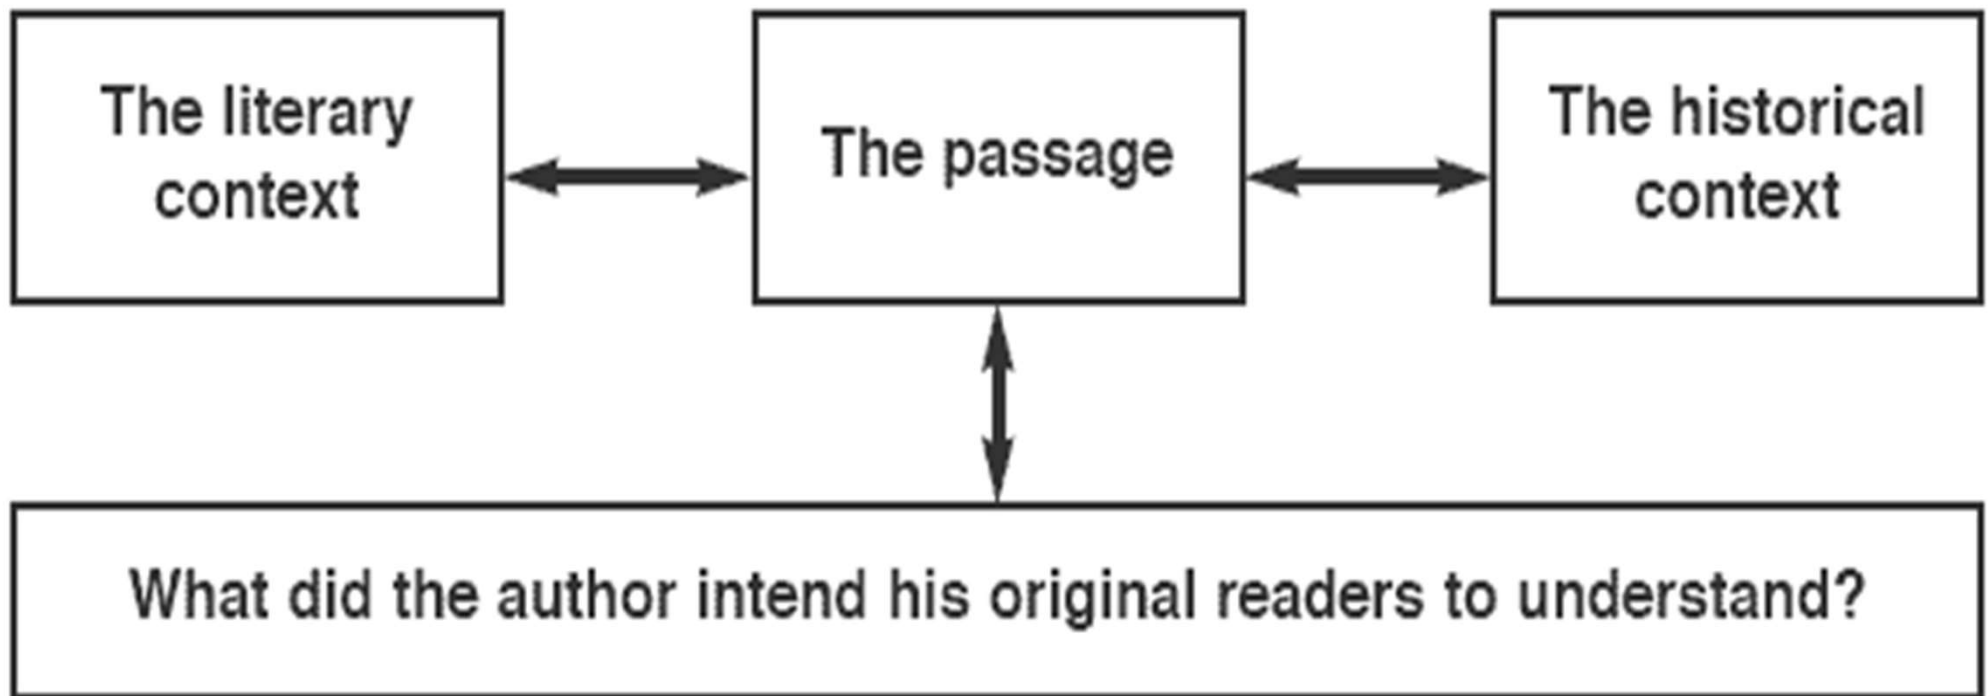 The literary
context
The passage
The historical
context
What did the author intend his original readers to understand?